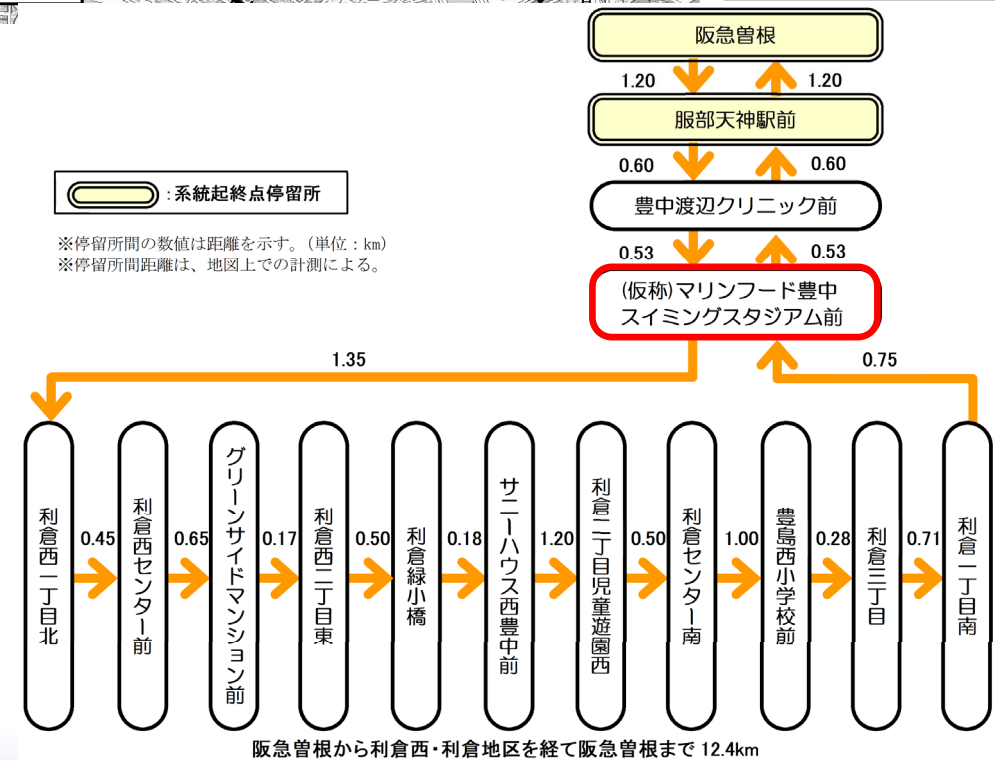 阪急曽根
1.20
1.20
服部天神駅前
0.60
0.60
豊中渡辺クリニック前
0.53
0.53
(仮称)マリンフード豊中
スイミングスタジアム前
:系統起終点停留所
※停留所間の数値は距離を示す。(単位:km)
※停留所間距離は、地図上での計測による。
1.35
0.75
利倉西一丁目北
0.45
利倉西センター前
0.65
グリーンサイドマンション前
0.17
利倉西二丁目東
0.50
利倉緑小橋
0.18
サニーハウス西豊中前
1.20
利倉二丁目児童遊園西
0.50
利倉センター南
1.00
豊島西小学校前
0.28
利倉三丁目
0.71
利倉一丁目南
阪急曽根から利倉西・利倉地区を経て阪急曽根まで 12.4km